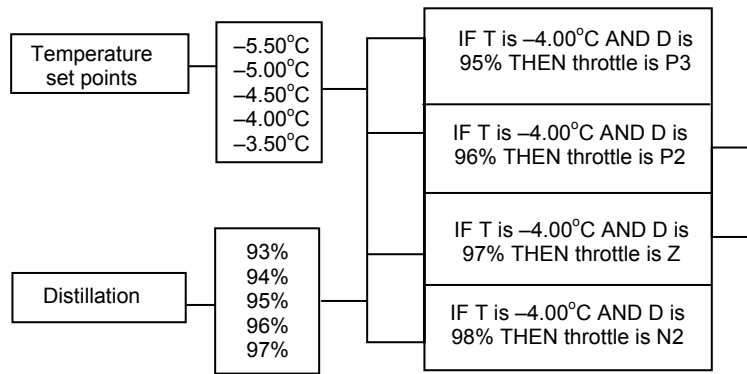 Temperature
set points
–5.50°C
–5.00°C
–4.50°C
–4.00°C
–3.50°C
IF T is –4.00°C AND D is
95% THEN throttle is P3
IF T is –4.00°C AND D is
96% THEN throttle is P2
IF T is –4.00°C AND D is
97% THEN throttle is Z
IF T is –4.00°C AND D is
98% THEN throttle is N2
Distillation
93%
94%
95%
96%
97%